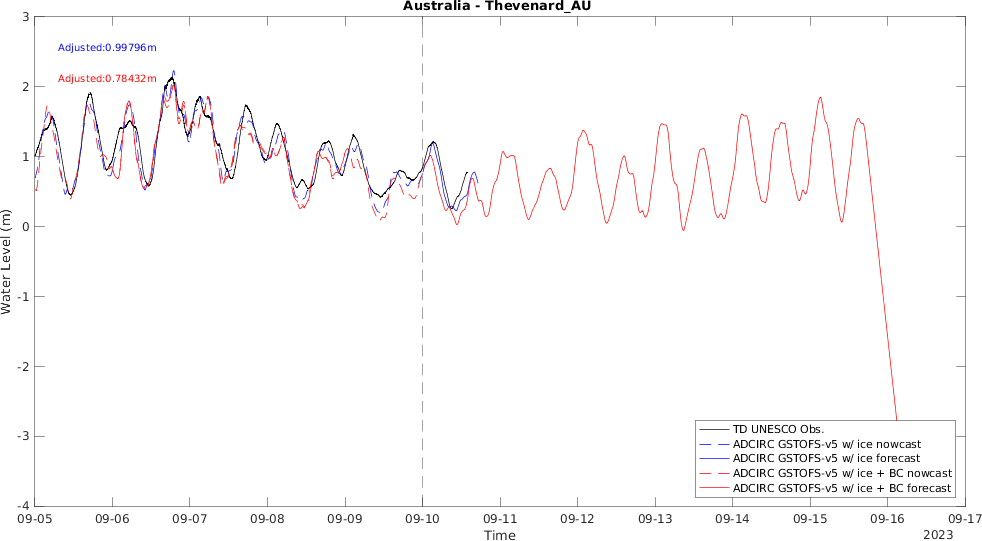 Australia - Thevenard_AU
3
Adjusted:0.99796m
Adjusted:0.78432m
2
1
0
-1
-2
-3
-4
Water Level (m)
TD UNESCO Obs.
ADCIRC GSTOFS-v5 w/ ice nowcast
ADCIRC GSTOFS-v5 w/ ice forecast
ADCIRC GSTOFS-v5 w/ ice + BC nowcast
ADCIRC GSTOFS-v5 w/ ice + BC forecast
09-05 09-06 09-07 09-08 09-09 09-10 09-11 09-12 09-13 09-14 09-15 09-16 09-17
Time
2023